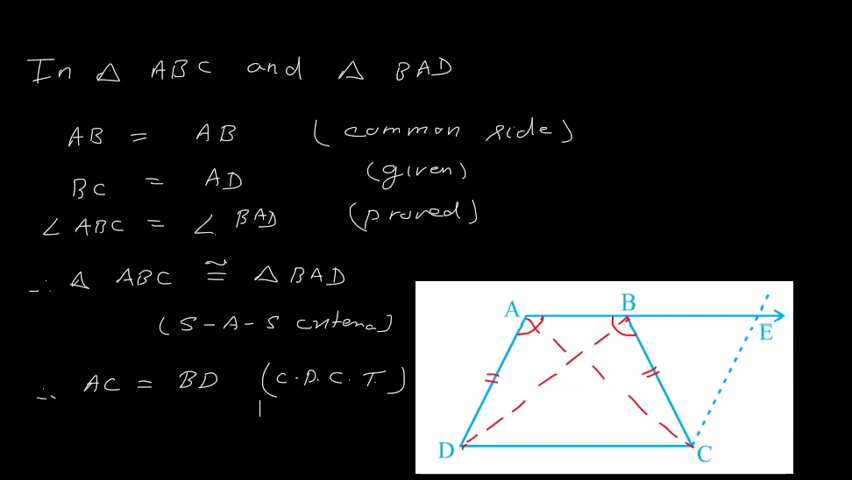 In △ ABC and △ BAD
AB = AB (common side)
BC = AD (given)
∠ ABC = ∠ BAD (proved)
∴ △ ABC ≅ △ BAD
(S-A-S criteria)
∴ AC = BD (C.P.C.T.)
A B
E
D C